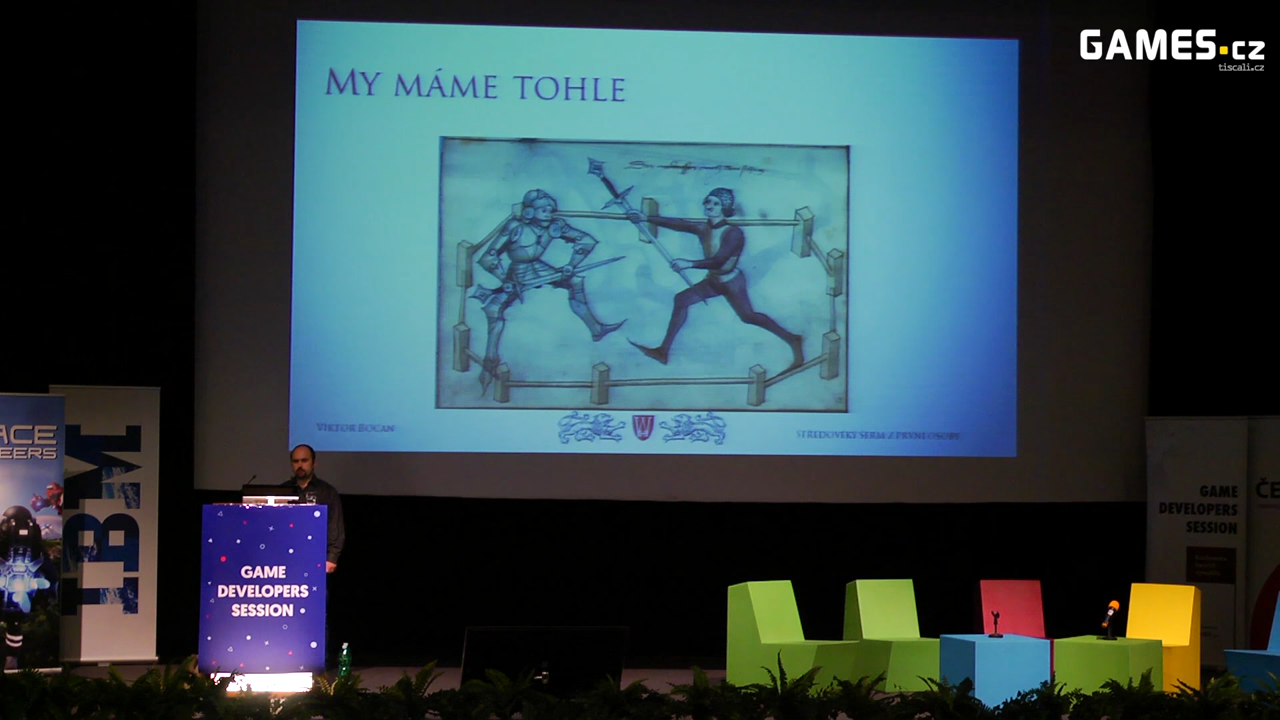 GAMES.cz
tiscali.cz
MY MÁME TOHLE
VIKTOR BOCAN
STŘEDOVĚKÝ ŠERM Z PRVNÍ OSOBY
W
ACE
EERS
IBM
GAME
DEVELOPERS
SESSION
GAME
DEVELOPERS
SESSION
ČE